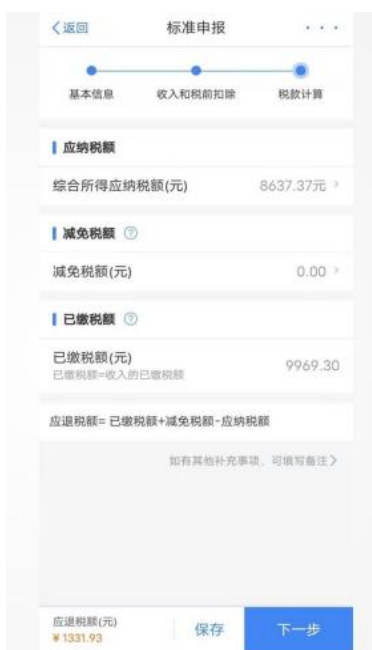 返回 标准申报
基本信息 收入和税前扣除 税款计算
应纳税额
综合所得应纳税额(元) 8637.37元
减免税额
减免税额(元) 0.00
已缴税额
已缴税额(元) 9969.30
已缴税额=收入的已缴税额
应退税额= 已缴税额+减免税额-应纳税额
如有其他补充事项,可填写备注>
应退税额(元)
¥1331.93
保存 下一步